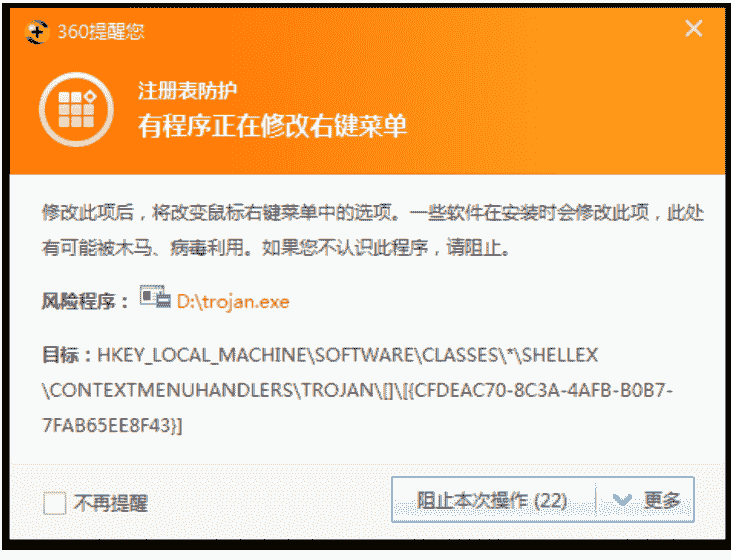 360提醒您
注册表防护
有程序正在修改右键菜单
修改此项后，将改变鼠标右键菜单中的选项。一些软件在安装时会修改此项，此处
有可能被木马、病毒利用。如果您不认识此程序，请阻止。
风险程序： D:\trojan.exe
目标：HKEY_LOCAL_MACHINE\SOFTWARE\CLASSES\*\SHELLEX
\CONTEXTMENUHANDLERS\TROJAN\[]\[{CFDEAC70-8C3A-4AFB-B0B7-
7FAB65EE8F43}]
不再提醒 阻止本次操作 (22) 更多